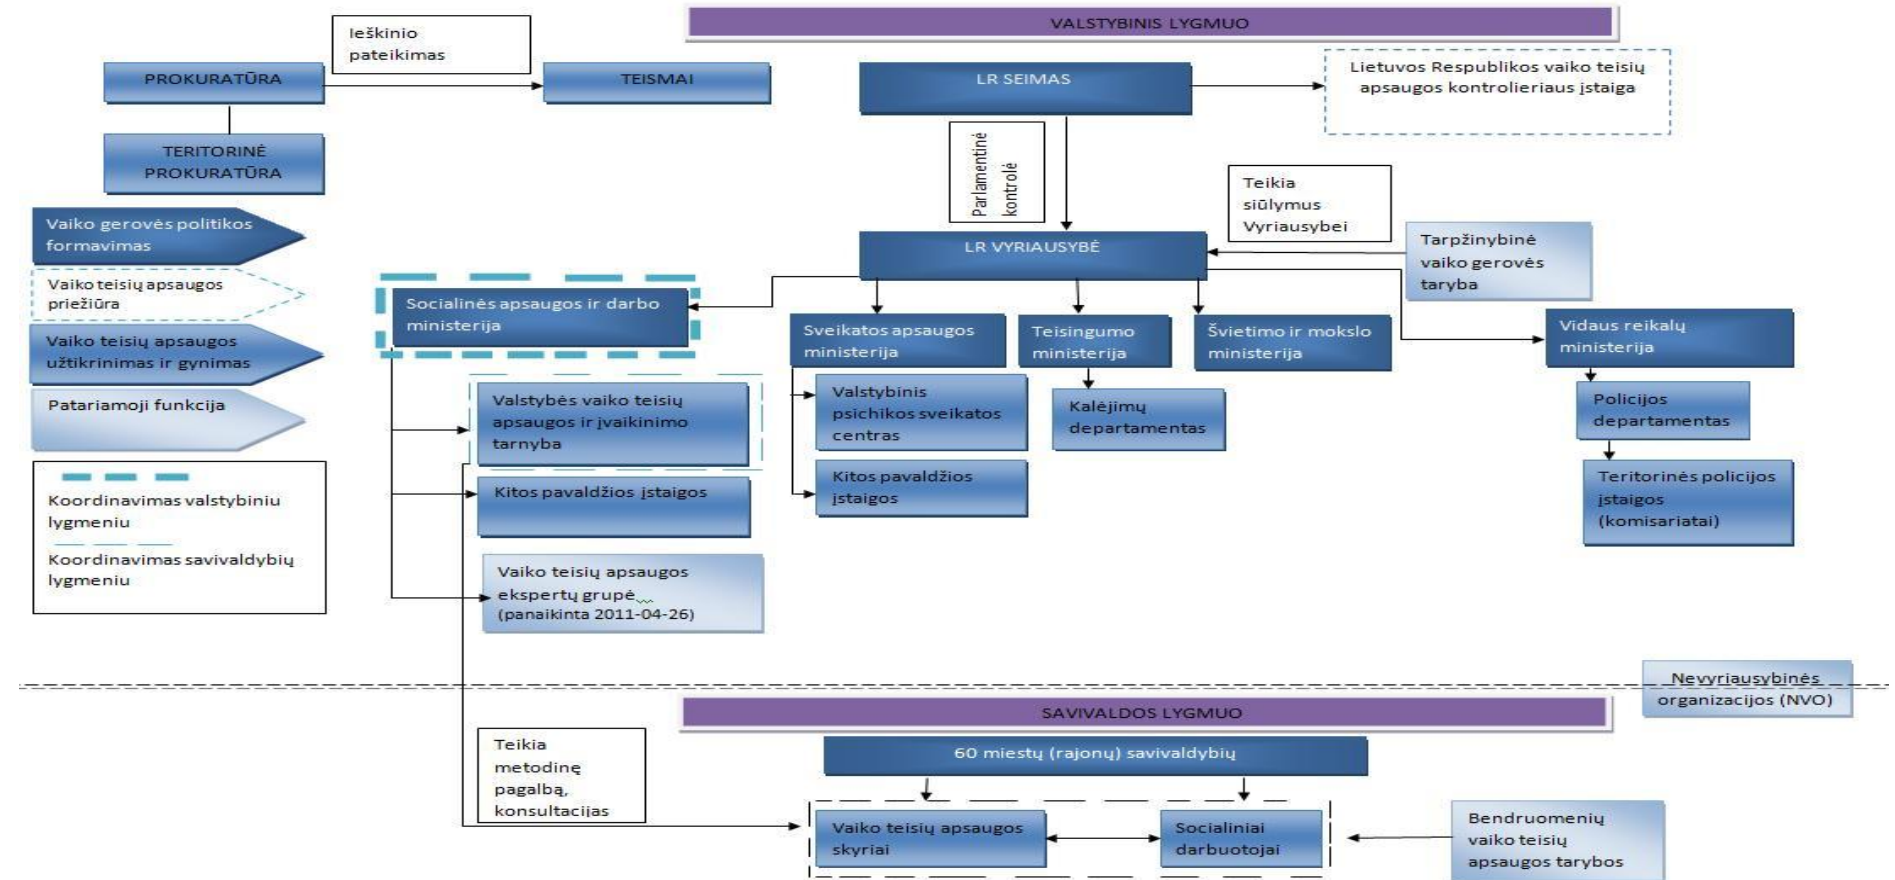 VALSTYBINIS LYGMUO
Ieškinio
pateikimas
PROKURATŪRA
TEISMAI
LR SEIMAS
Lietuvos Respublikos vaiko teisių
apsaugos kontrolieriaus įstaiga
TERITORINĖ
PROKURATŪRA
Parlamentinė
kontrolė
Teikia
siūlymus
Vyriausybei
Vaiko gerovės politikos
formavimas
LR VYRIAUSYBĖ
Tarpžinybinė
vaiko gerovės
taryba
Vaiko teisių apsaugos
priežiūra
Socialinės apsaugos ir darbo
ministerija
Sveikatos apsaugos
ministerija
Teisingumo
ministerija
Švietimo ir mokslo
ministerija
Vidaus reikalų
ministerija
Vaiko teisių apsaugos
užtikrinimas ir gynimas
Patariamoji funkcija
Valstybės vaiko teisių
apsaugos ir įvaikinimo
tarnyba
Valstybinis
psichikos sveikatos
centras
Kalėjimų
departamentas
Policijos
departamentas
Koordinavimas valstybiniu
lygmeniu
Koordinavimas savivaldybių
lygmeniu
Kitos pavaldžios įstaigos
Kitos pavaldžios
įstaigos
Teritorinės policijos
įstaigos
(komisariatai)
Vaiko teisių apsaugos
ekspertų grupė
(panaikinta 2011-04-26)
Nevyriausybinės
organizacijos (NVO)
SAVIVALDOS LYGMUO
Teikia
metodinę
pagalbą,
konsultacijas
60 miestų (rajonų) savivaldybių
Vaiko teisių apsaugos
skyriai
Socialiniai
darbuotojai
Bendruomenių
vaiko teisių
apsaugos tarybos